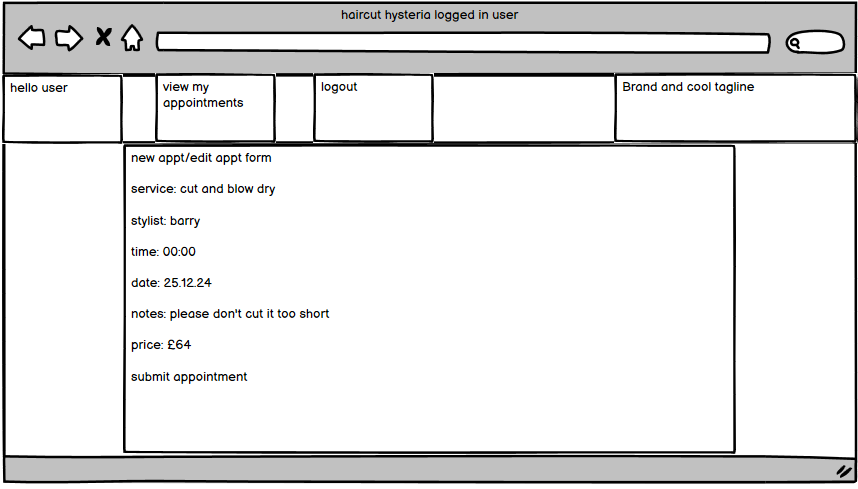 haircut hysteria logged in user
hello user
view my
appointments
logout
Brand and cool tagline
new appt/edit appt form
service: cut and blow dry
stylist: barry
time: 00:00
date: 25.12.24
notes: please don't cut it too short
price: £64
submit appointment